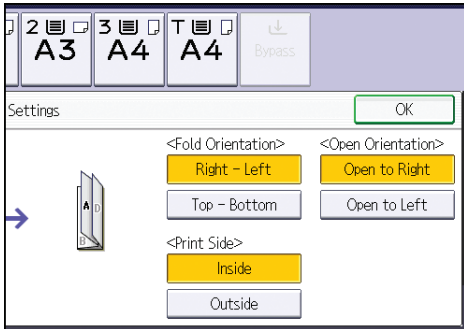 2 3 T
A3 A4 A4 Bypass
Settings OK
<Fold Orientation> <Open Orientation>
Right - Left Open to Right
Top - Bottom Open to Left
A D
B
<Print Side>
Inside
Outside